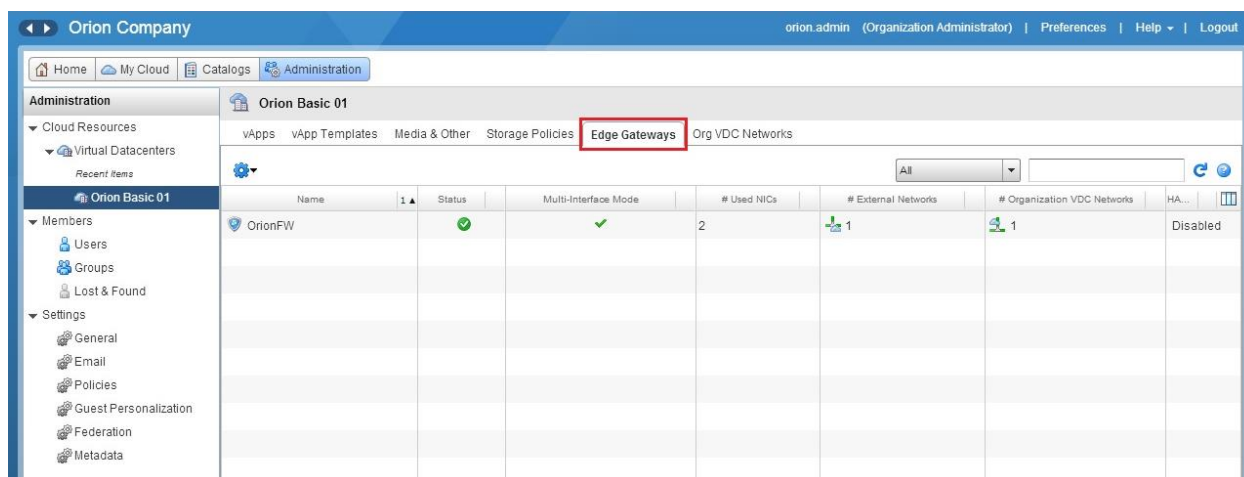 Orion Company
orion.admin (Organization Administrator) | Preferences | Help | Logout
Home My Cloud Catalogs Administration
Administration
Orion Basic 01
Cloud Resources
vApps vApp Templates Media & Other Storage Policies Edge Gateways Org VDC Networks
Virtual Datacenters
Recent Items
All
Orion Basic 01
Name 1 Status Multi-Interface Mode # Used NICs # External Networks # Organization VDC Networks HA...
Members
OrionFW 2 1 1 Disabled
Users
Groups
Lost & Found
Settings
General
Email
Policies
Guest Personalization
Federation
Metadata